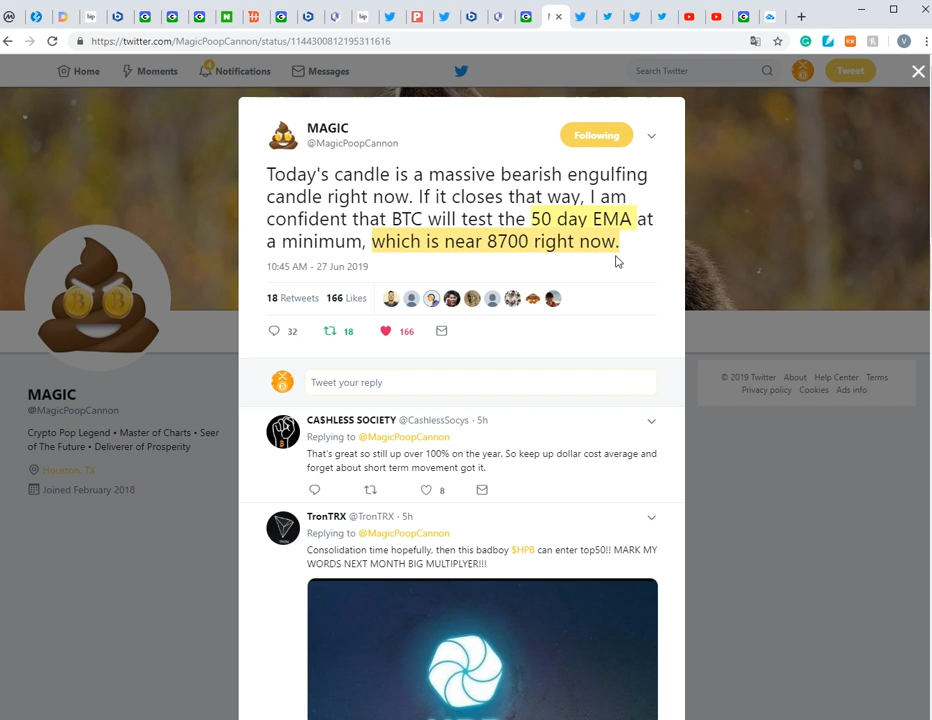 https://twitter.com/MagicPoopCannon/status/1144300812195311616
Home Moments Notifications Messages Search Twitter Tweet
MAGIC
@MagicPoopCannon
Following
Today's candle is a massive bearish engulfing
candle right now. If it closes that way, I am
confident that BTC will test the 50 day EMA at
a minimum, which is near 8700 right now.
10:45 AM - 27 Jun 2019
18 Retweets 166 Likes
32 18 166
Tweet your reply
MAGIC
@MagicPoopCannon
Crypto Pop Legend • Master of Charts • Seer
of The Future • Deliverer of Prosperity
Houston, TX
Joined February 2018
© 2019 Twitter About Help Center Terms
Privacy policy Cookies Ads info
CA$HLESS SOCIETY @CashlessSocys · 5h
Replying to @MagicPoopCannon
That's great so still up over 100% on the year. So keep up dollar cost average and
forget about short term movement got it.
8
TronTRX @TronTRX · 5h
Replying to @MagicPoopCannon
Consolidation time hopefully, then this badboy $HPB can enter top50!! MARK MY
WORDS NEXT MONTH BIG MULTIPLYER!!!